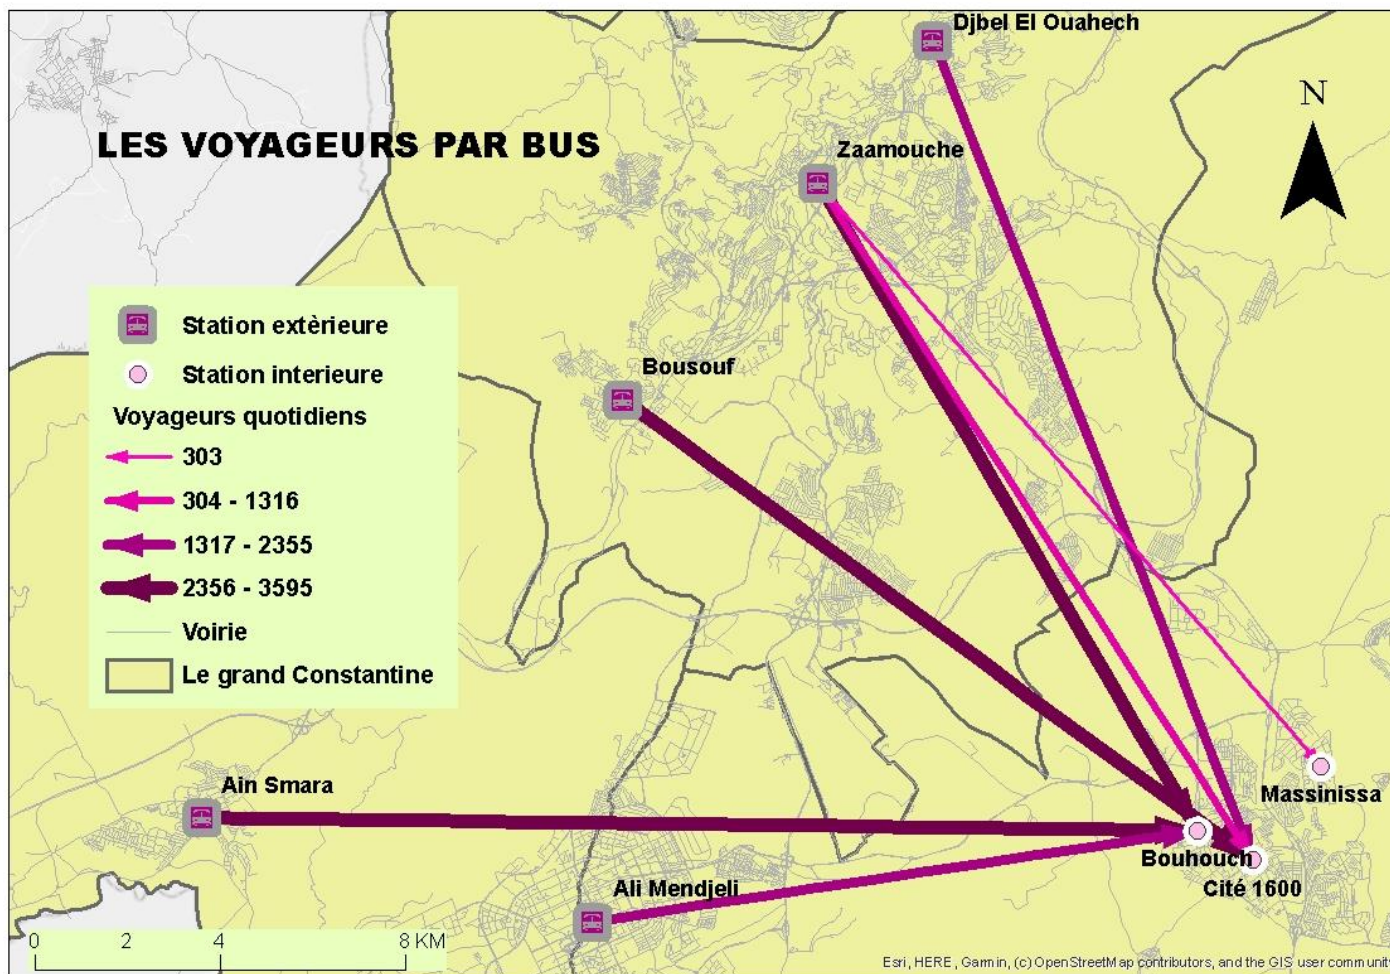 Djbel El Ouahech
N
LES VOYAGEURS PAR BUS
Zaamouche
Station extèrieure
Station interieure
Voyageurs quotidiens
303
304 - 1316
1317 - 2355
2356 - 3595
Voirie
Le grand Constantine
Bousouf
Ain Smara
Massinissa
Bouhouch
Cité 1600
Ali Mendjeli
0 2 4 8 KM
Esri, HERE, Garmin, (c) OpenStreetMap contributors, and the GIS user communit